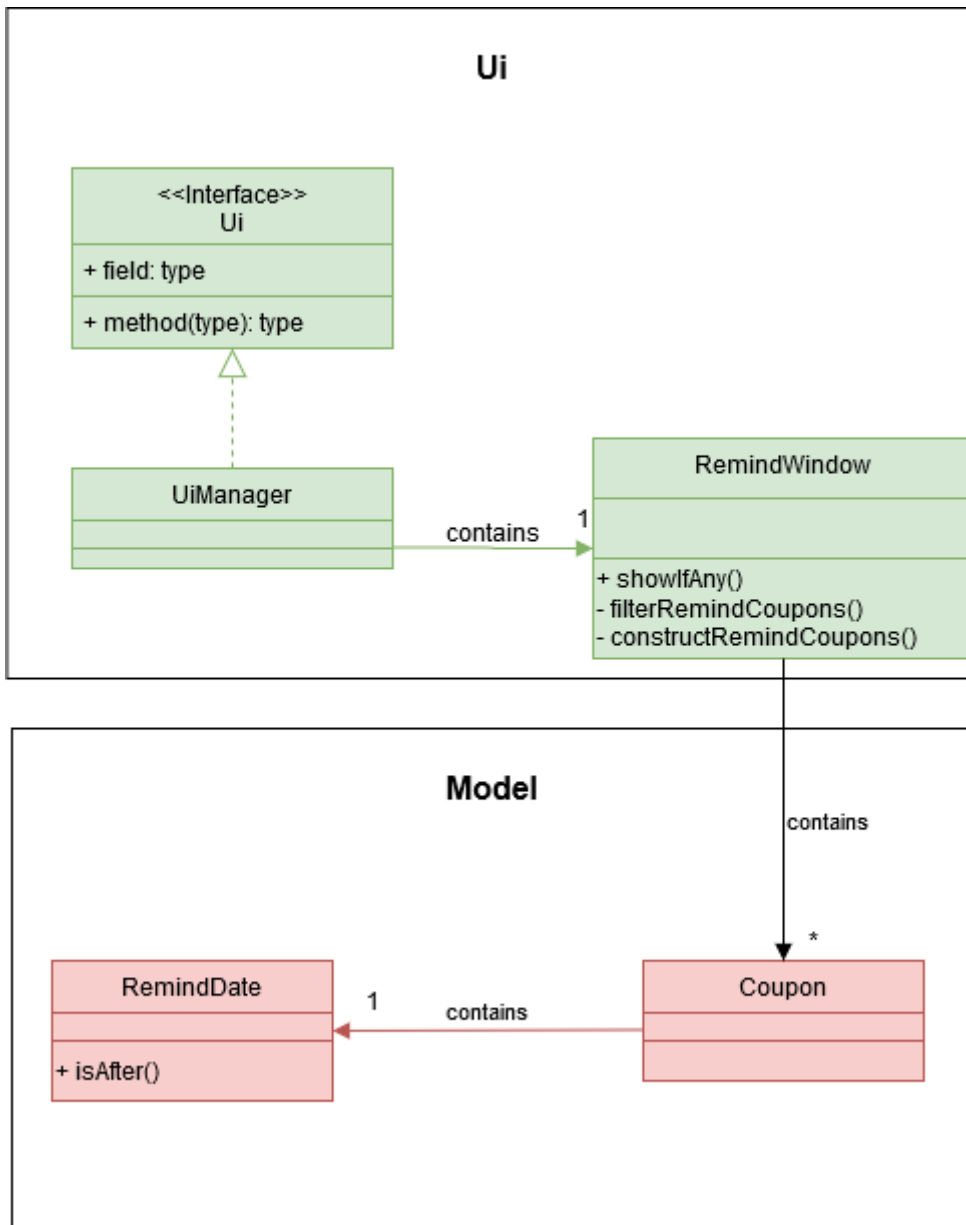 Ui
<<Interface>>
Ui
+ field: type
+ method(type): type
UiManager
contains
1
RemindWindow
+ showIfAny()
- filterRemindCoupons()
- constructRemindCoupons()
Model
contains
*
RemindDate
+ isAfter()
1
contains
Coupon